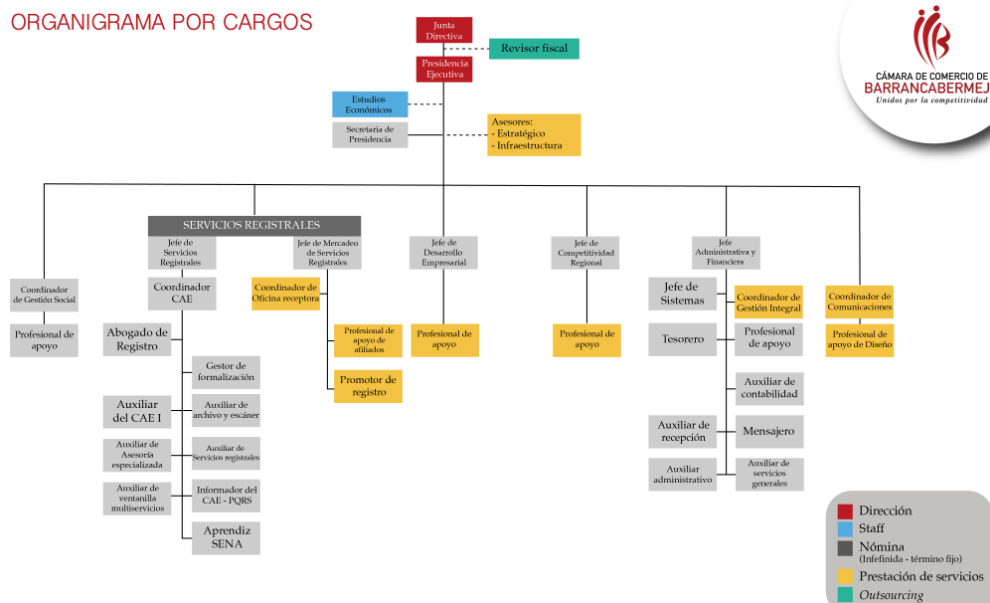 ORGANIGRAMA POR CARGOS
Junta
Directiva
Revisor fiscal
Presidencia
Ejecutiva
CÁMARA DE COMERCIO DE
BARRANCABERMEJ
Unidos por la competitividad
Estudios
Económicos
Secretaria de
Presidencia
Asesores:
- Estratégico
- Infraestructura
SERVICIOS REGISTRALES
Jefe de
Servicios
Registrales
Jefe de Mercadeo
de Servicios
Registrales
Jefe de
Desarrollo
Empresarial
Jefe de
Competitividad
Regional
Jefe
Administrativa y
Financiera
Coordinador
de Gestión Social
Coordinador
CAE
Coordinador de
Oficina receptora
Jefe de
Sistemas
Coordinador de
Gestión Integral
Coordinador de
Comunicaciones
Profesional de
apoyo
Abogado de
Registro
Profesional de
apoyo de
afiliados
Profesional de
apoyo
Profesional de
apoyo
Tesorero
Profesional
de apoyo
Profesional de
apoyo de Diseño
Gestor de
formalización
Promotor de
registro
Auxiliar de
contabilidad
Auxiliar
del CAE I
Auxiliar de
archivo y escáner
Auxiliar de
recepción
Mensajero
Auxiliar de
Asesoría
especializada
Auxiliar de
Servicios registrales
Auxiliar
administrativo
Auxiliar de
servicios
generales
Auxiliar de
ventanilla
multiservicios
Informador del
CAE - PQRS
Aprendiz
SENA
Dirección
Staff
Nómina
(Infefinida - término fijo)
Prestación de servicios
Outsourcing